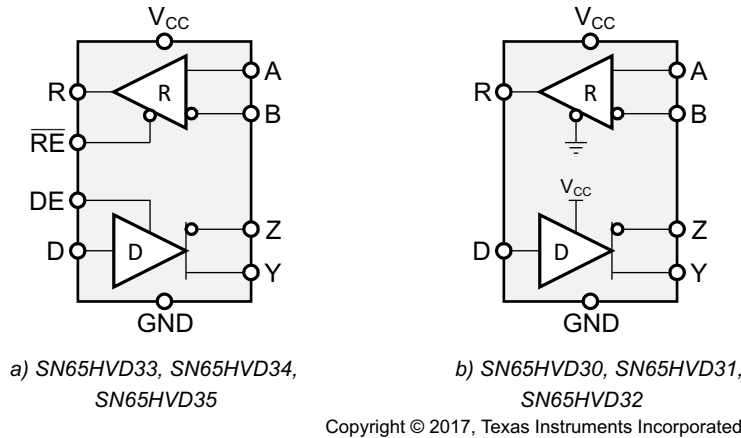 VCC
A
R
R
B
RE
DE
D
D
Z
Y
GND
a) SN65HVD33, SN65HVD34,
SN65HVD35
VCC
A
R
R
B
VCC
D
D
Z
Y
GND
b) SN65HVD30, SN65HVD31,
SN65HVD32
Copyright © 2017, Texas Instruments Incorporated